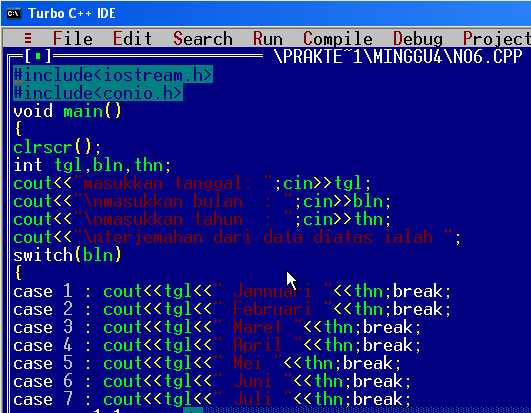 Turbo C++ IDE
≡ File Edit Search Run Compile Debug Project
[■] \PRAKTE~1\MINGGU4\NO6.CPP
#include<iostream.h>
#include<conio.h>
void main()
{
clrscr();
int tgl,bln,thn;
cout<<"masukkan tanggal: ";cin>>tgl;
cout<<"\nmasukkan bulan  : ";cin>>bln;
cout<<"\nmasukkan tahun  : ";cin>>thn;
cout<<"\nterjemahan dari data diatas ialah ";
switch(bln)
{
case 1 : cout<<tgl<<" Jannuari "<<thn;break;
case 2 : cout<<tgl<<" Februari "<<thn;break;
case 3 : cout<<tgl<<" Maret "<<thn;break;
case 4 : cout<<tgl<<" April "<<thn;break;
case 5 : cout<<tgl<<" Mei "<<thn;break;
case 6 : cout<<tgl<<" Juni "<<thn;break;
case 7 : cout<<tgl<<" Juli "<<thn;break;